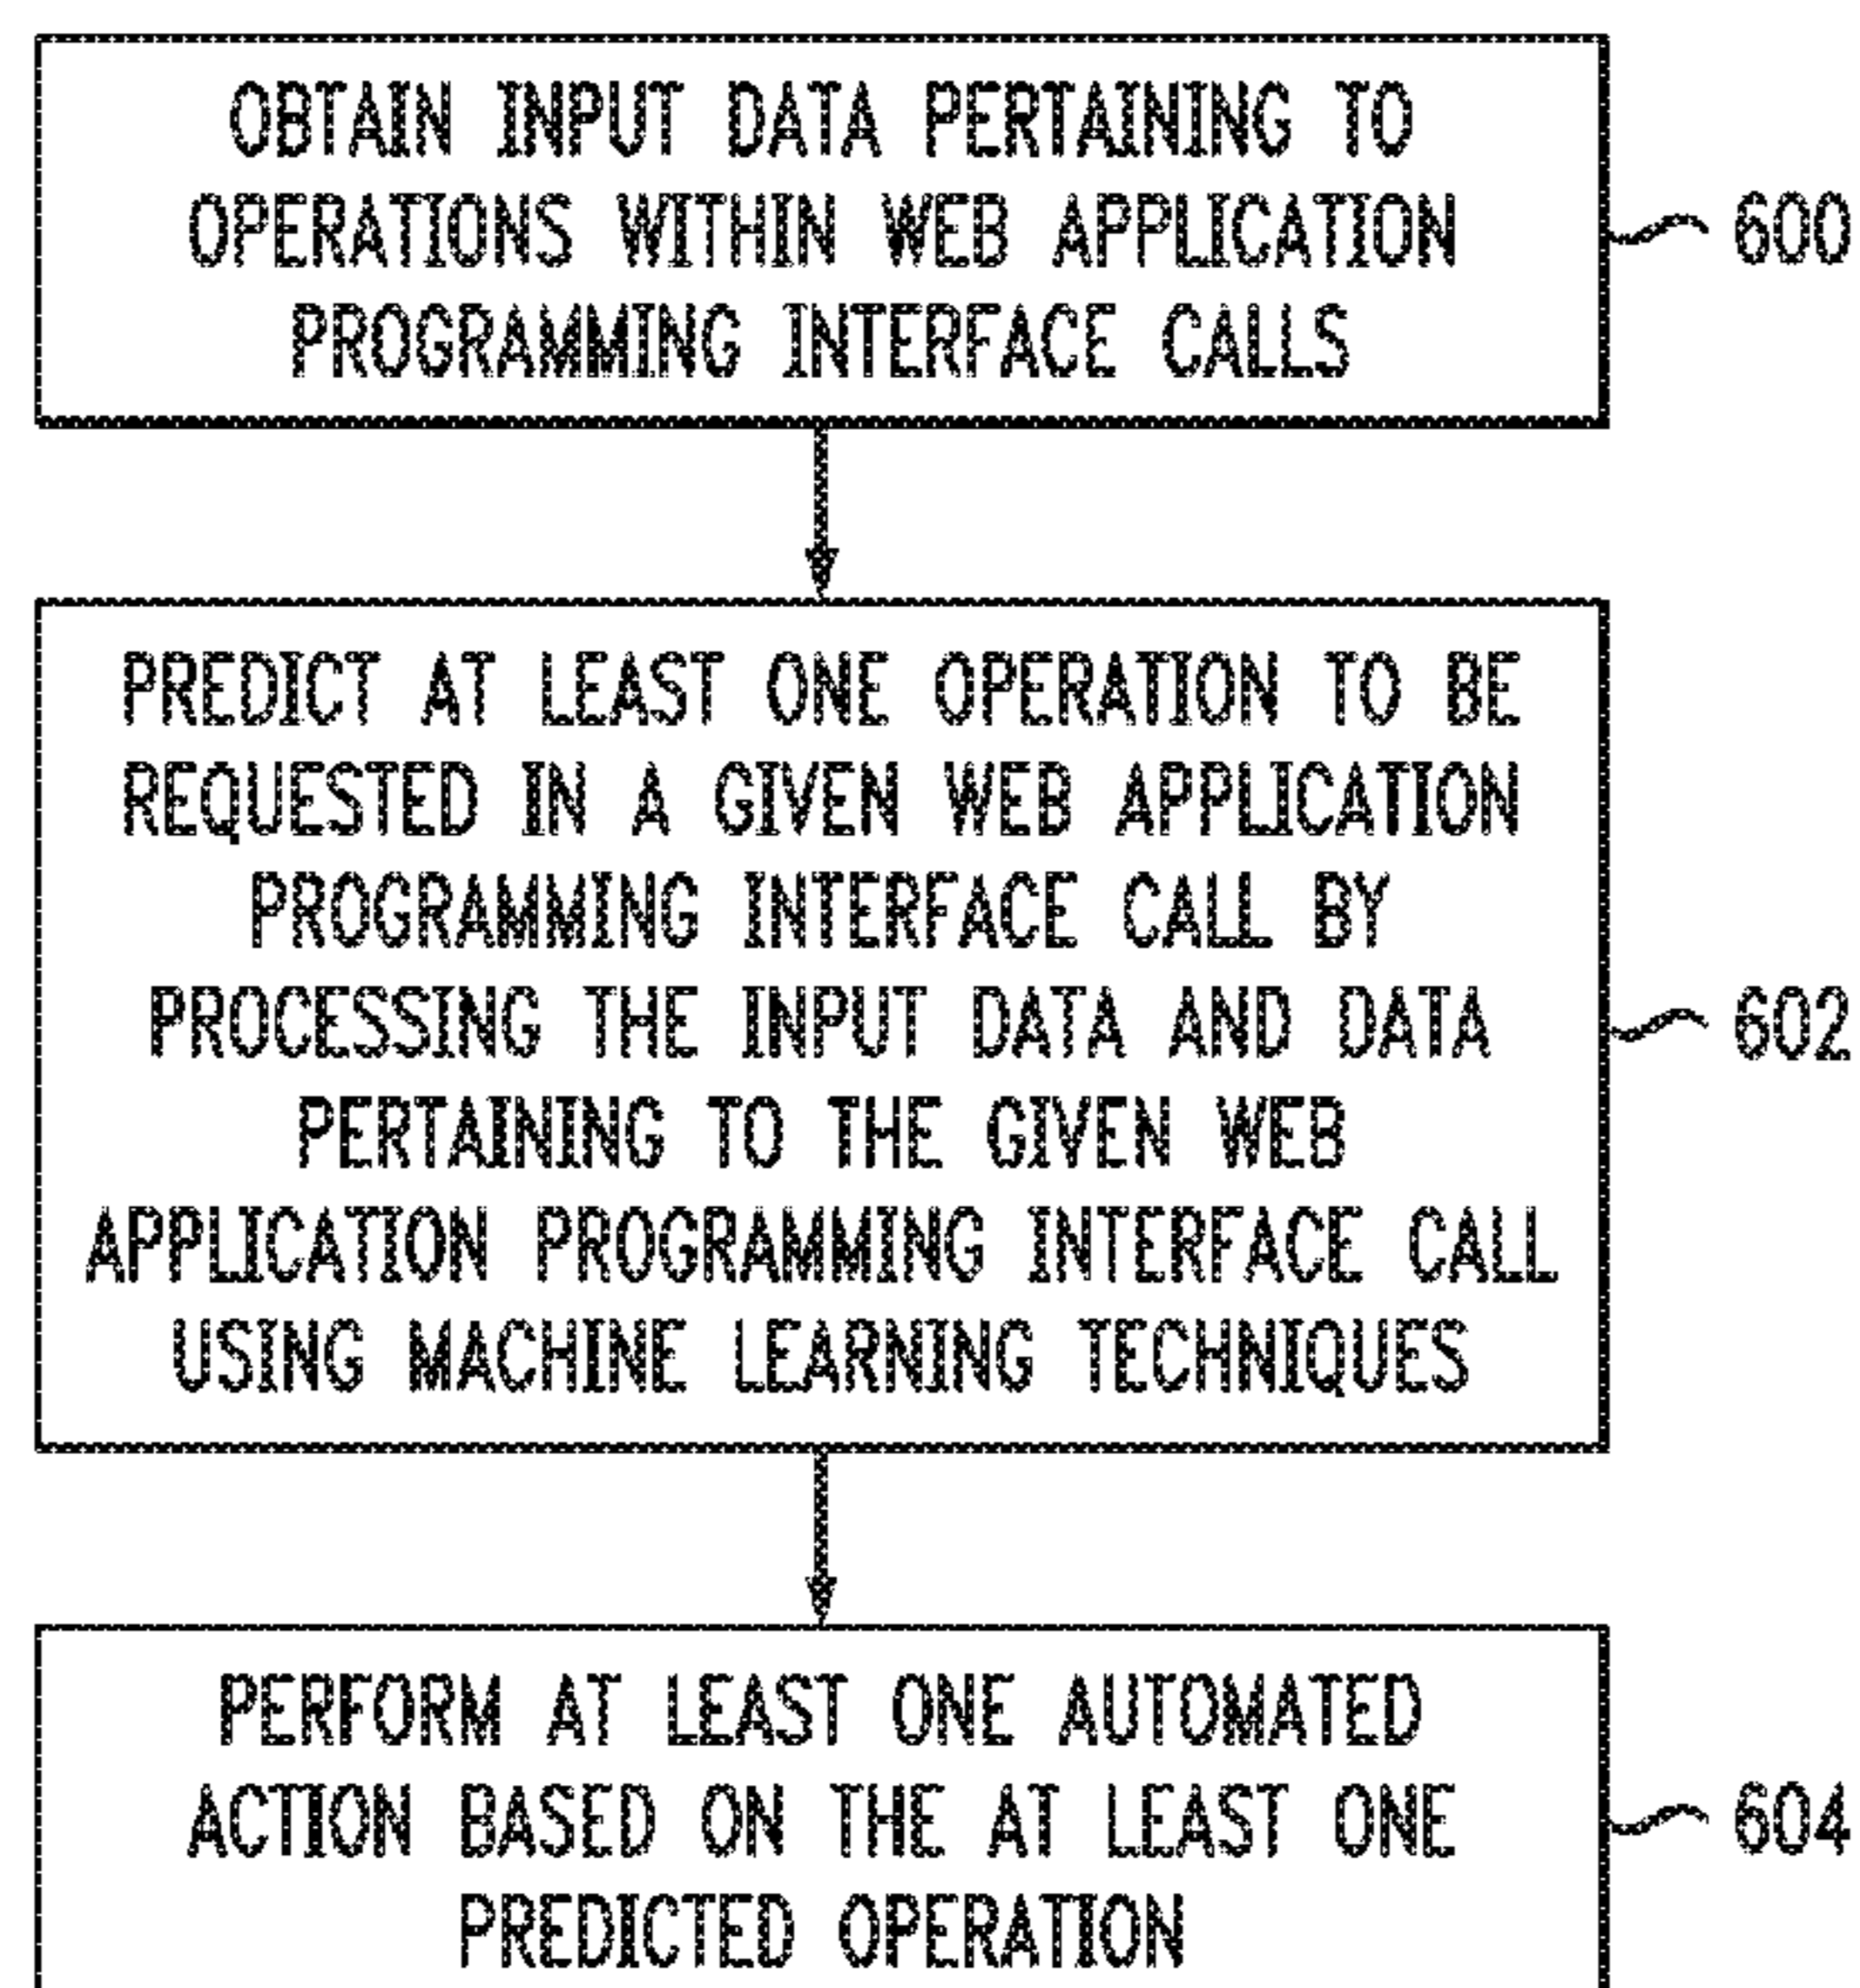 OBTAIN INPUT DATA PERTAINING TO
OPERATIONS WITHIN WEB APPLICATION
PROGRAMMING INTERFACE CALLS
600
PREDICT AT LEAST ONE OPERATION TO BE
REQUESTED IN A GIVEN WEB APPLICATION
PROGRAMMING INTERFACE CALL BY
PROCESSING THE INPUT DATA AND DATA
PERTAINING TO THE GIVEN WEB
APPLICATION PROGRAMMING INTERFACE CALL
USING MACHINE LEARNING TECHNIQUES
602
PERFORM AT LEAST ONE AUTOMATED
ACTION BASED ON THE AT LEAST ONE
PREDICTED OPERATION
604